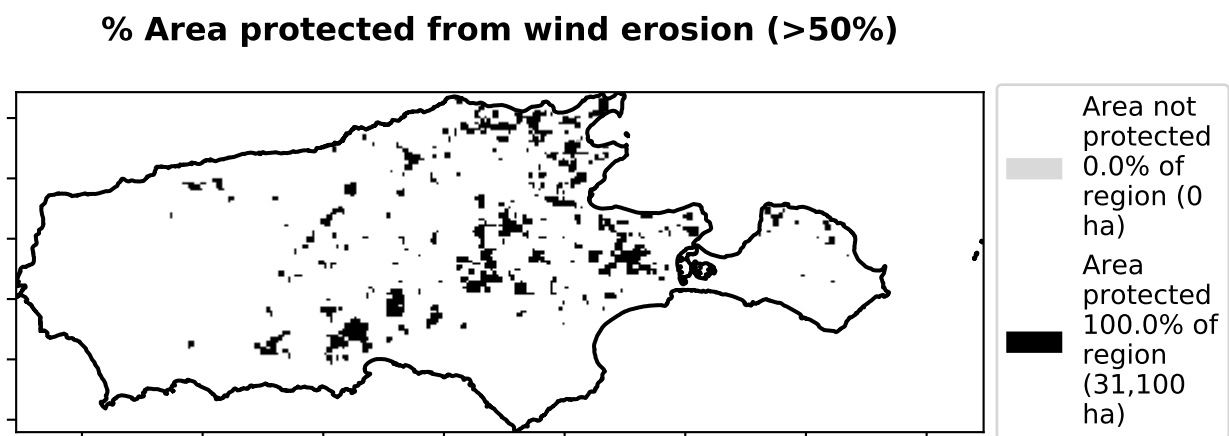 % Area protected from wind erosion (>50%)
Area not
protected
0.0% of
region (0
ha)
Area
protected
100.0% of
region
(31,100
ha)